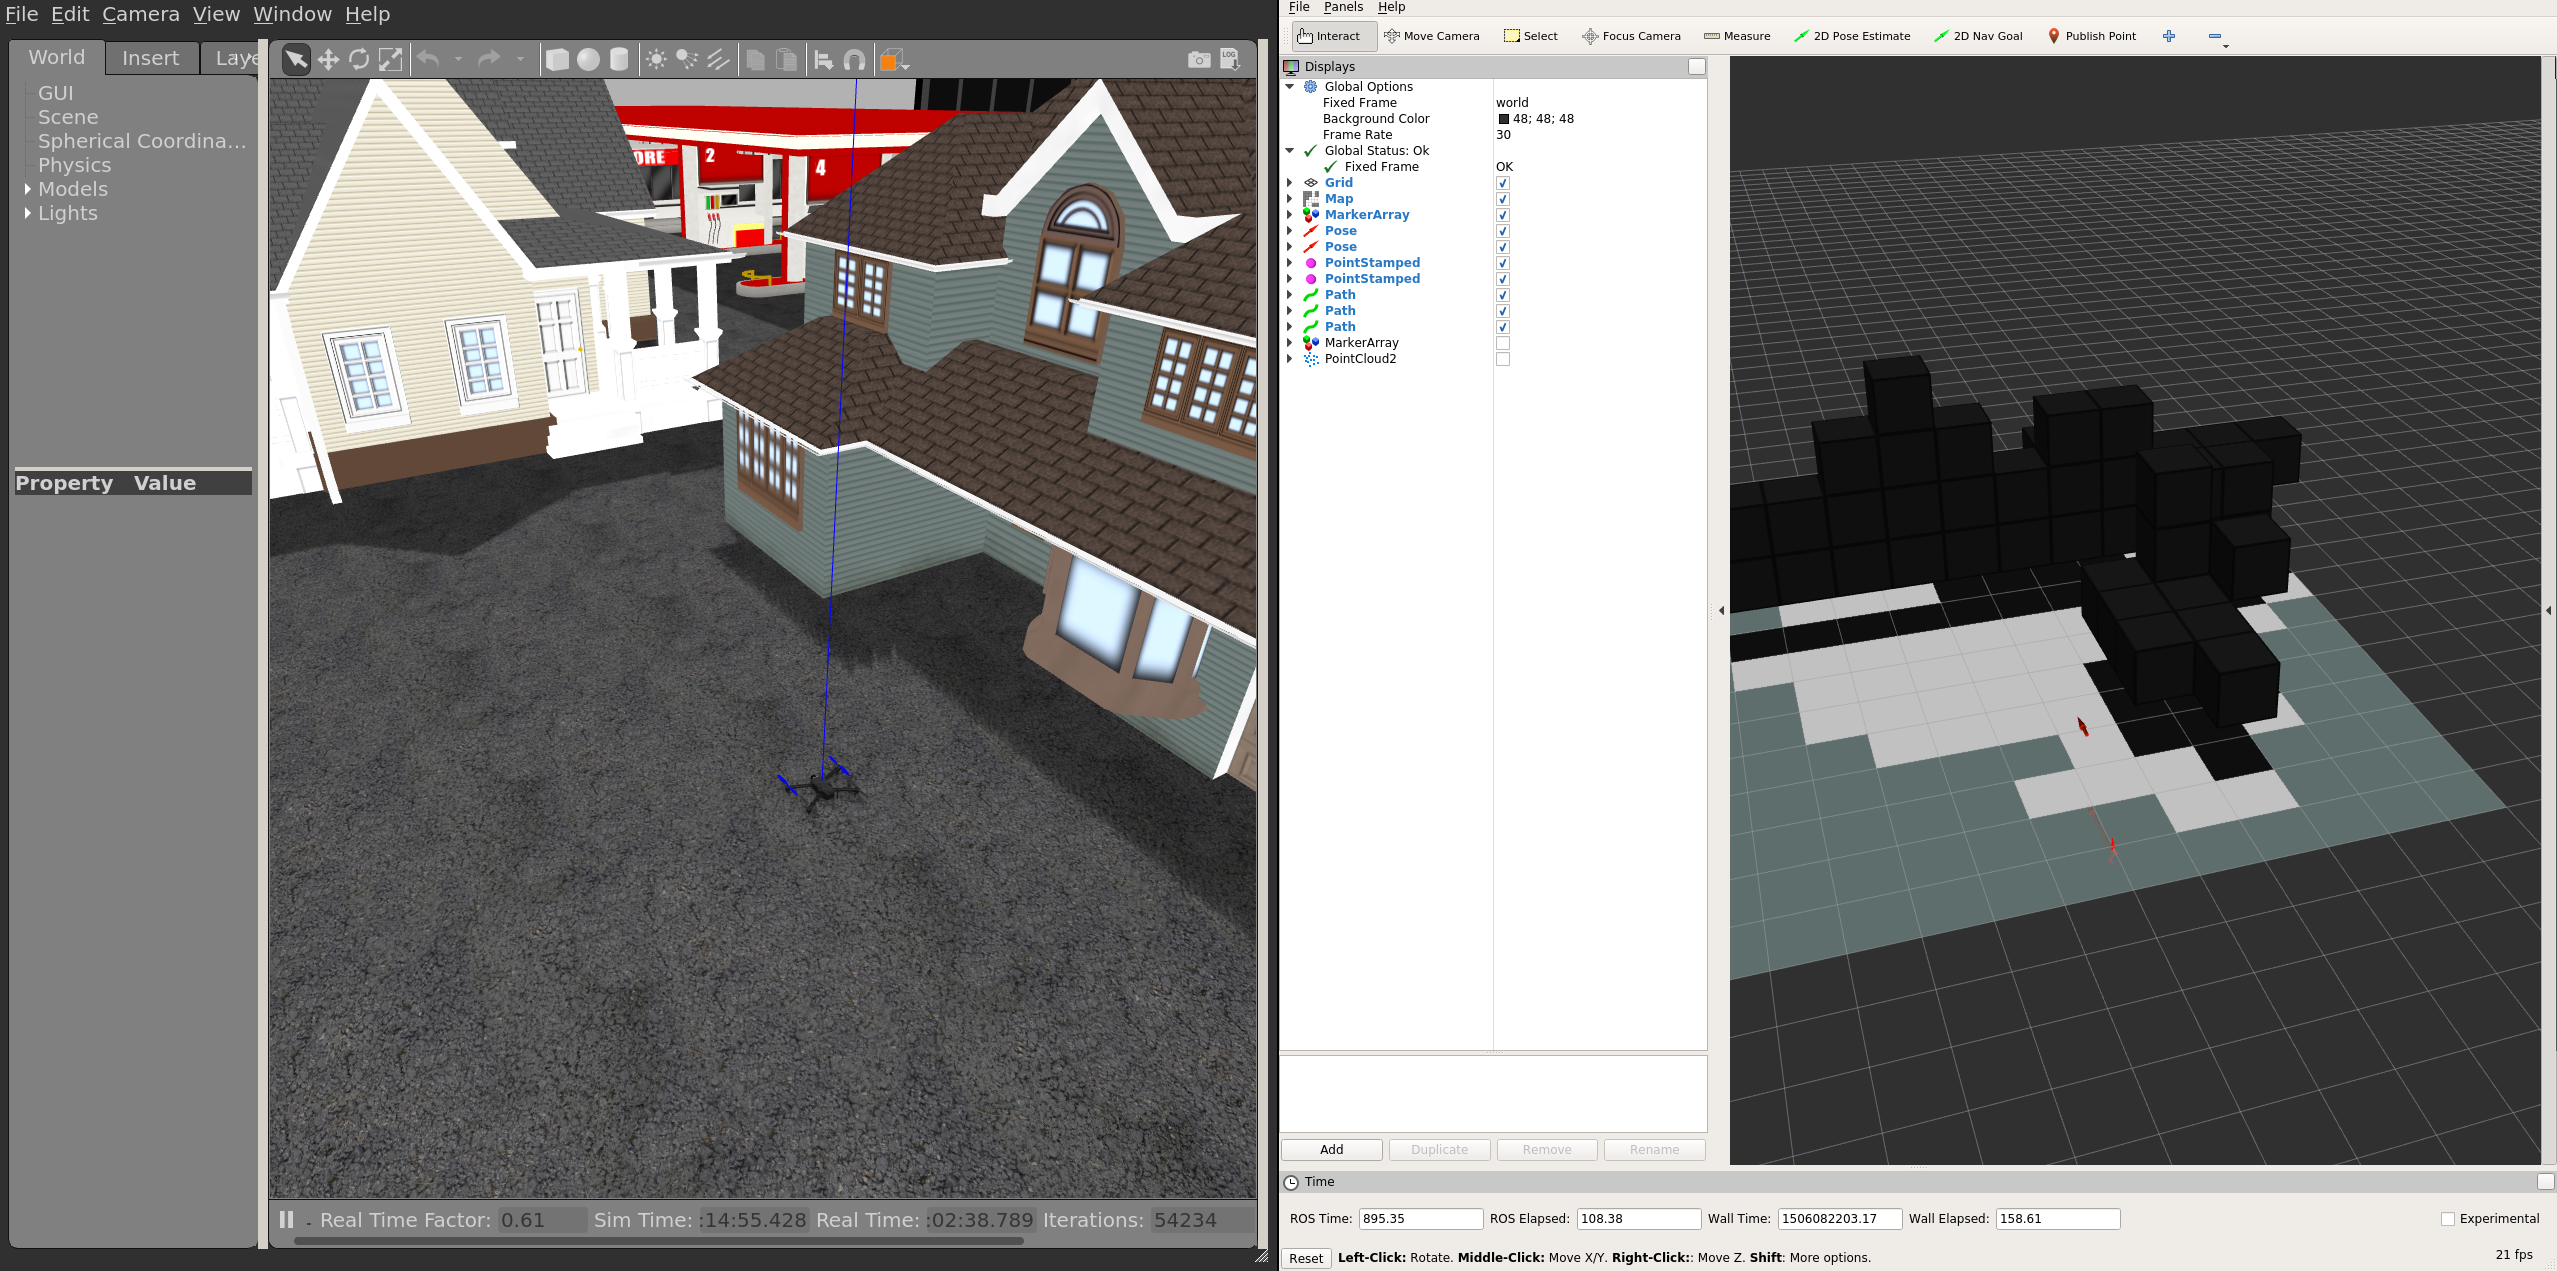 File Edit Camera View Window Help
World Insert Laye
GUI
Scene
Spherical Coordina...
Physics
Models
Lights
Property Value
LOG
ORE 2
4
Real Time Factor: 0.61 Sim Time: :14:55.428 Real Time: :02:38.789 Iterations: 54234
File Panels Help
Interact Move Camera Select Focus Camera Measure 2D Pose Estimate 2D Nav Goal Publish Point
Displays
Global Options
Fixed Frame world
Background Color 48; 48; 48
Frame Rate 30
Global Status: Ok
Fixed Frame OK
Grid
Map
MarkerArray
Pose
Pose
PointStamped
PointStamped
Path
Path
Path
MarkerArray
PointCloud2
Add Duplicate Remove Rename
Time
ROS Time: 895.35 ROS Elapsed: 108.38 Wall Time: 1506082203.17 Wall Elapsed: 158.61 Experimental
Reset Left-Click: Rotate. Middle-Click: Move X/Y. Right-Click:: Move Z. Shift: More options. 21 fps